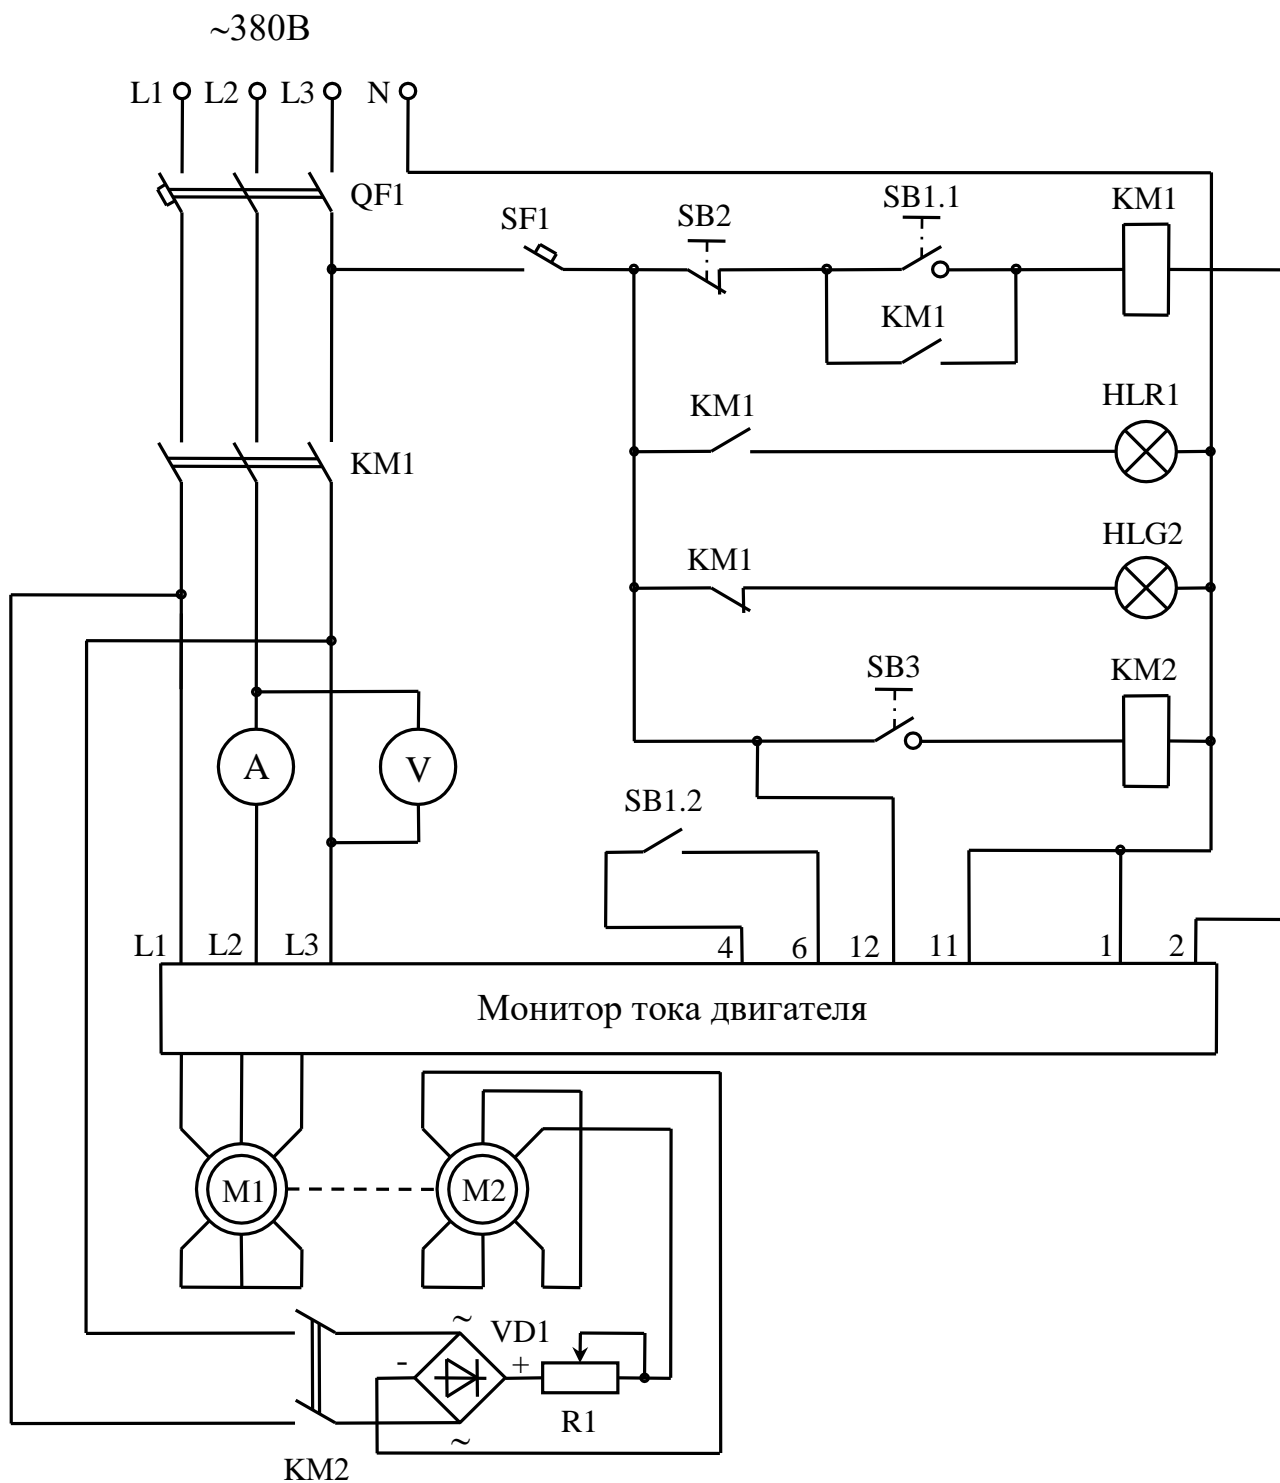 ~380В
L1 L2 L3 N
QF1
SF1 SB2 SB1.1 KM1
KM1
KM1 HLR1
KM1
KM1 HLG2
SB3 KM2
A V
SB1.2
L1 L2 L3 4 6 12 11 1 2
Монитор тока двигателя
M1 M2
~ VD1
- +
R1
~
KM2